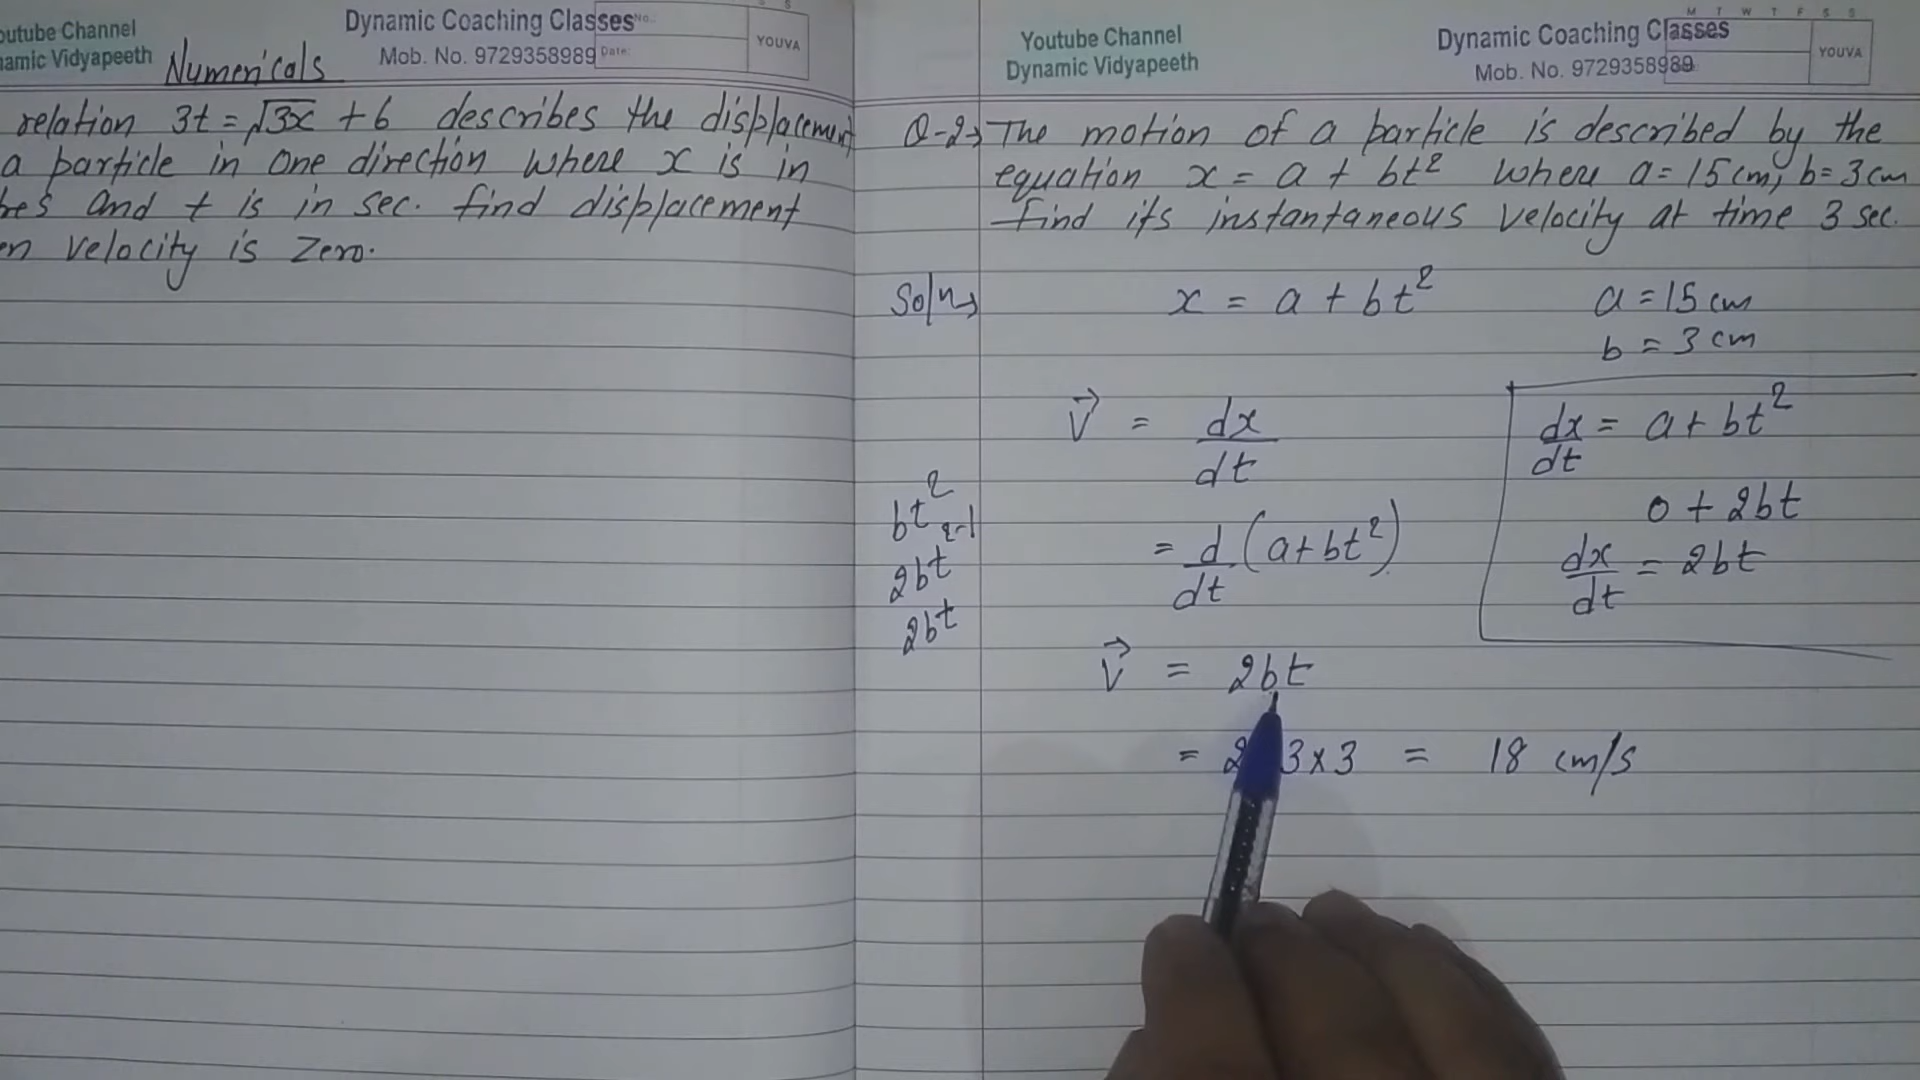 outube Channel
namic Vidyapeeth
Numericals
Dynamic Coaching Classes
Mob. No. 9729358989
No.
Date:
S
YOUVA
relation 3t = √3x + 6 describes the displacement
a particle in one direction where x is in
res and t is in sec. find displacement
en velocity is zero.
Youtube Channel
Dynamic Vidyapeeth
Dynamic Coaching Classes
Mob. No. 9729358989
M T W T F S S
YOUVA
Q-2→ The motion of a particle is described by the
equation x = a + bt² where a = 15 cm, b = 3 cm
find its instantaneous velocity at time 3 sec.
Soln→ x = a + bt² a = 15 cm
b = 3 cm
V⃗ = dx/dt
= d/dt (a+bt²)
V⃗ = 2bt
= 2 3×3 = 18 cm/s
dx/dt = a + bt²
0 + 2bt
dx/dt = 2bt
bt²
2bt²⁻¹
2bt